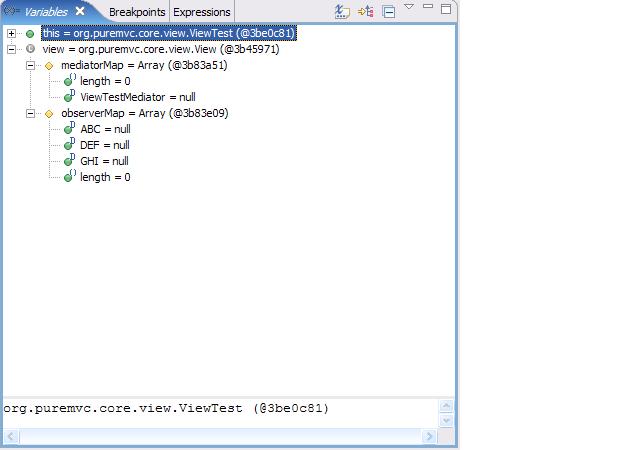 Variables Breakpoints Expressions
this = org.puremvc.core.view.ViewTest (@3be0c81)
view = org.puremvc.core.view.View (@3b45971)
mediatorMap = Array (@3b83a51)
length = 0
ViewTestMediator = null
observerMap = Array (@3b83e09)
ABC = null
DEF = null
GHI = null
length = 0
org.puremvc.core.view.ViewTest (@3be0c81)